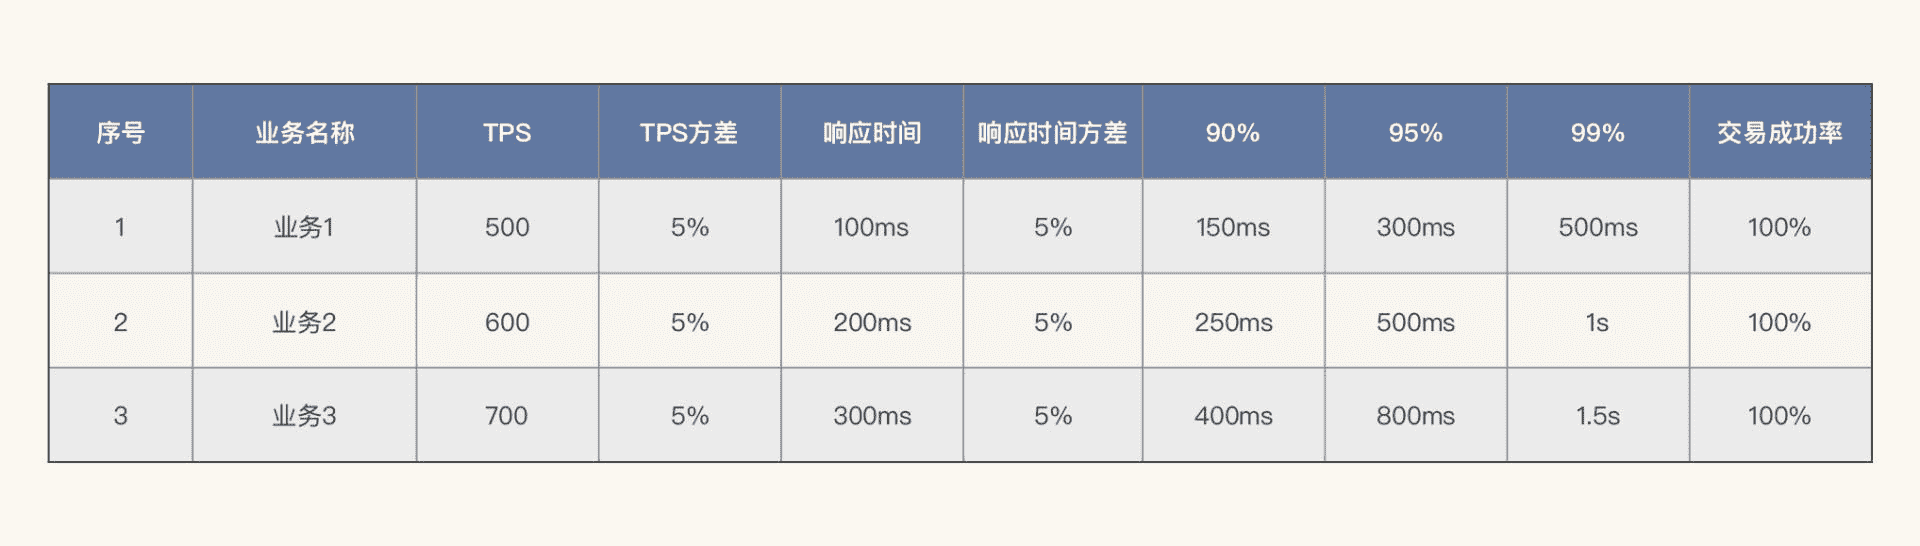 序号 业务名称 TPS TPS方差 响应时间 响应时间方差 90% 95% 99% 交易成功率
1 业务1 500 5% 100ms 5% 150ms 300ms 500ms 100%
2 业务2 600 5% 200ms 5% 250ms 500ms 1s 100%
3 业务3 700 5% 300ms 5% 400ms 800ms 1.5s 100%